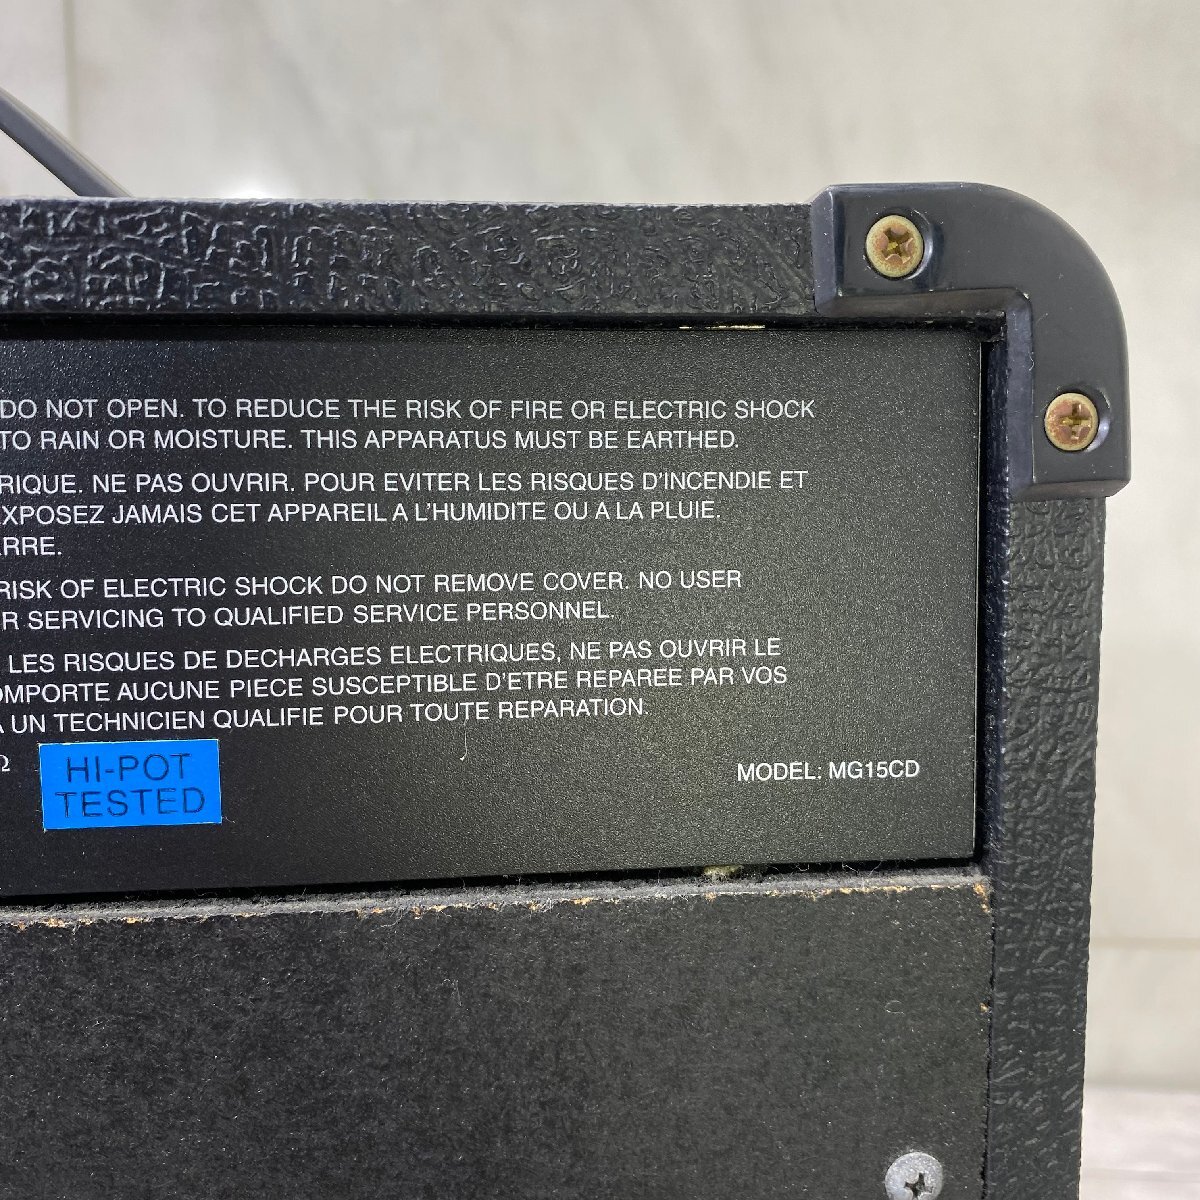 DO NOT OPEN. TO REDUCE THE RISK OF FIRE OR ELECTRIC SHOCK
TO RAIN OR MOISTURE. THIS APPARATUS MUST BE EARTHED.
RIQUE. NE PAS OUVRIR. POUR EVITER LES RISQUES D'INCENDIE ET
EXPOSEZ JAMAIS CET APPAREIL A L'HUMIDITE OU A LA PLUIE.
ERRE.
RISK OF ELECTRIC SHOCK DO NOT REMOVE COVER. NO USER
R SERVICING TO QUALIFIED SERVICE PERSONNEL.
LES RISQUES DE DECHARGES ELECTRIQUES, NE PAS OUVRIR LE
OMPORTE AUCUNE PIECE SUSCEPTIBLE D'ETRE REPAREE PAR VOS
A UN TECHNICIEN QUALIFIE POUR TOUTE REPARATION.
Ω
HI-POT
TESTED
MODEL: MG15CD